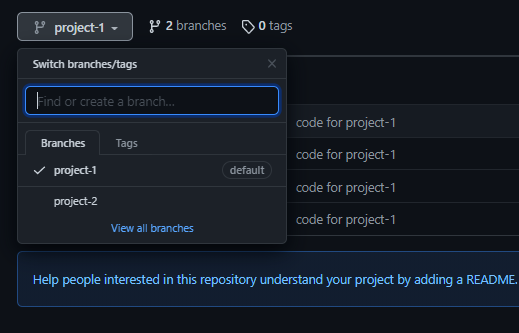 project-1
2 branches
0 tags
Switch branches/tags
Find or create a branch...
Branches
Tags
project-1
default
project-2
View all branches
code for project-1
code for project-1
code for project-1
code for project-1
Help people interested in this repository understand your project by adding a README.